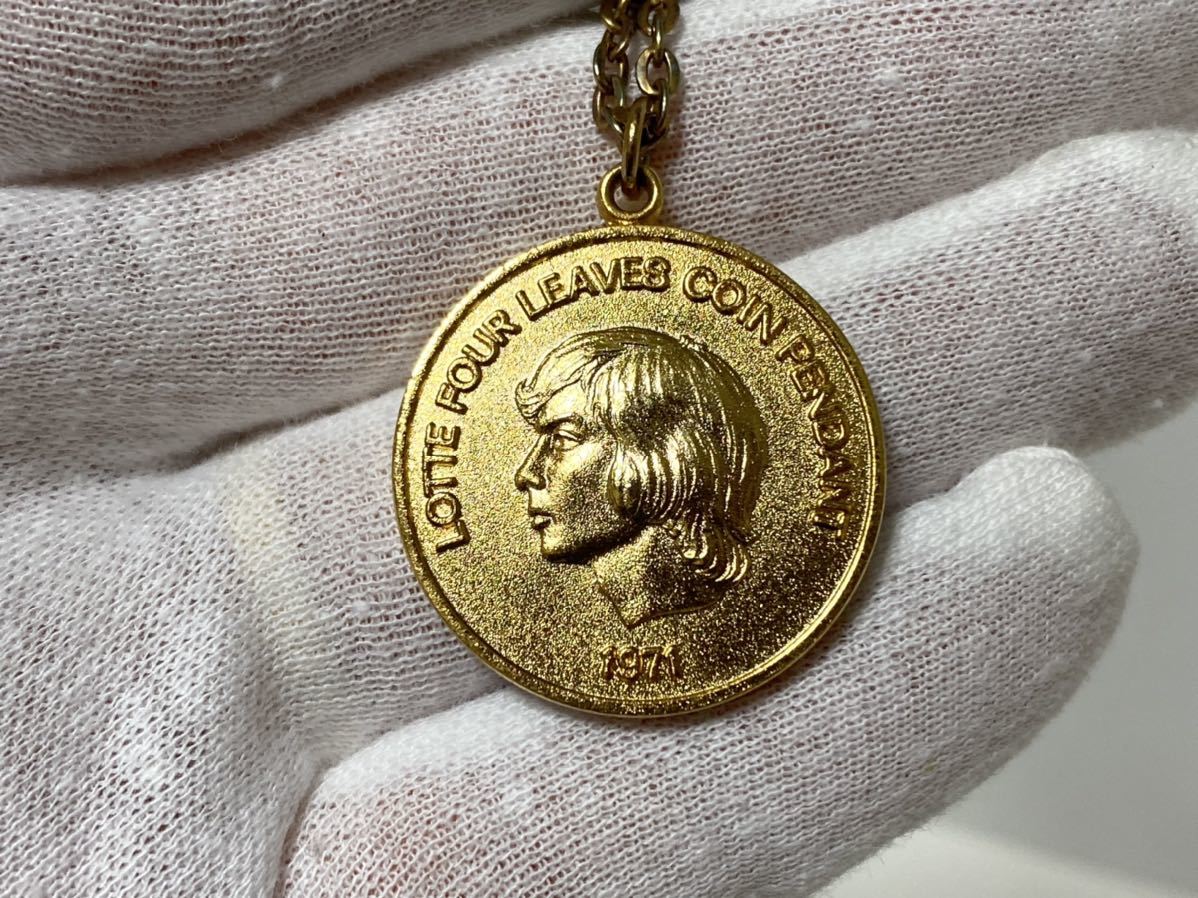 LOTTE FOUR LEAVES COIN PENDANT
1971